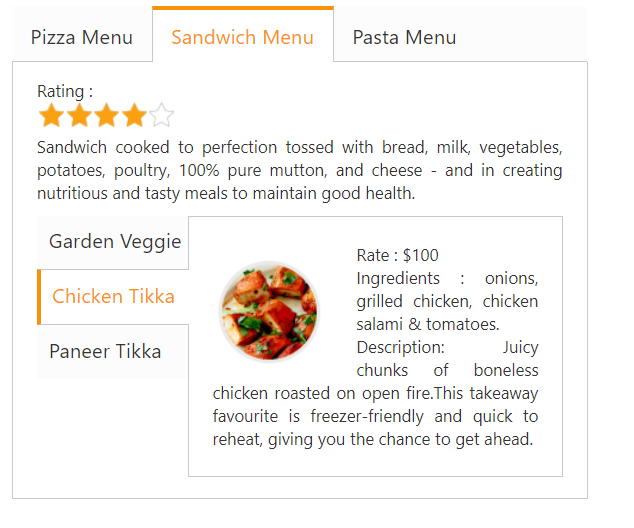 Pizza Menu
Sandwich Menu
Pasta Menu
Rating :
Sandwich cooked to perfection tossed with bread, milk, vegetables,
potatoes, poultry, 100% pure mutton, and cheese - and in creating
nutritious and tasty meals to maintain good health.
Garden Veggie
Chicken Tikka
Paneer Tikka
Rate : $100
Ingredients : onions,
grilled chicken, chicken
salami & tomatoes.
Description: Juicy
chunks of boneless
chicken roasted on open fire.This takeaway
favourite is freezer-friendly and quick to
reheat, giving you the chance to get ahead.